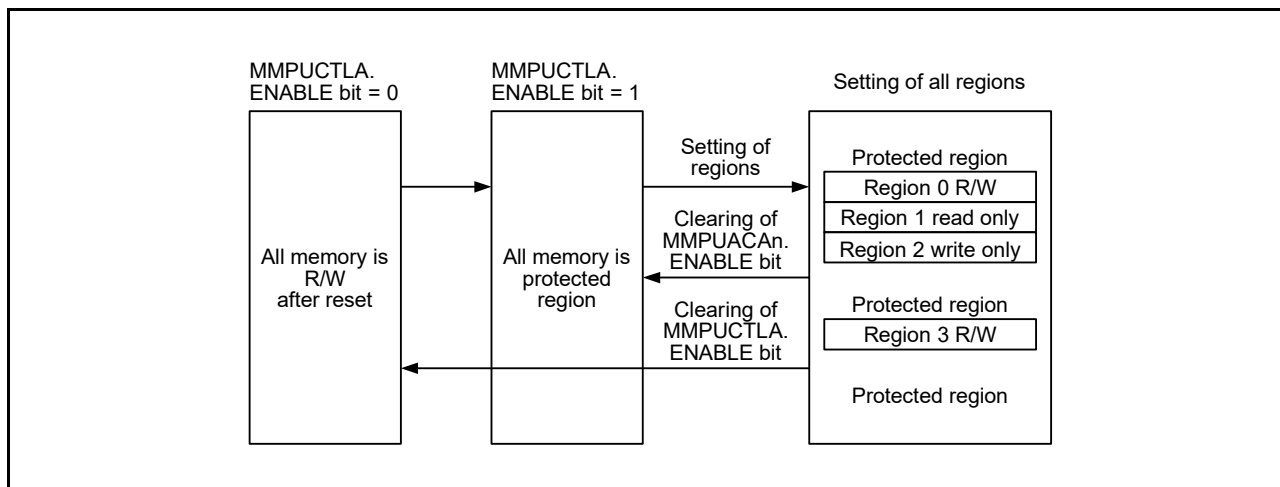 MMPUCTLA.
ENABLE bit = 0
MMPUCTLA.
ENABLE bit = 1
Setting of all regions
All memory is
R/W
after reset
All memory is
protected
region
Setting of
regions
Clearing of
MMPUACAn.
ENABLE bit
Clearing of
MMPUCTLA.
ENABLE bit
Protected region
Region 0 R/W
Region 1 read only
Region 2 write only
Protected region
Region 3 R/W
Protected region